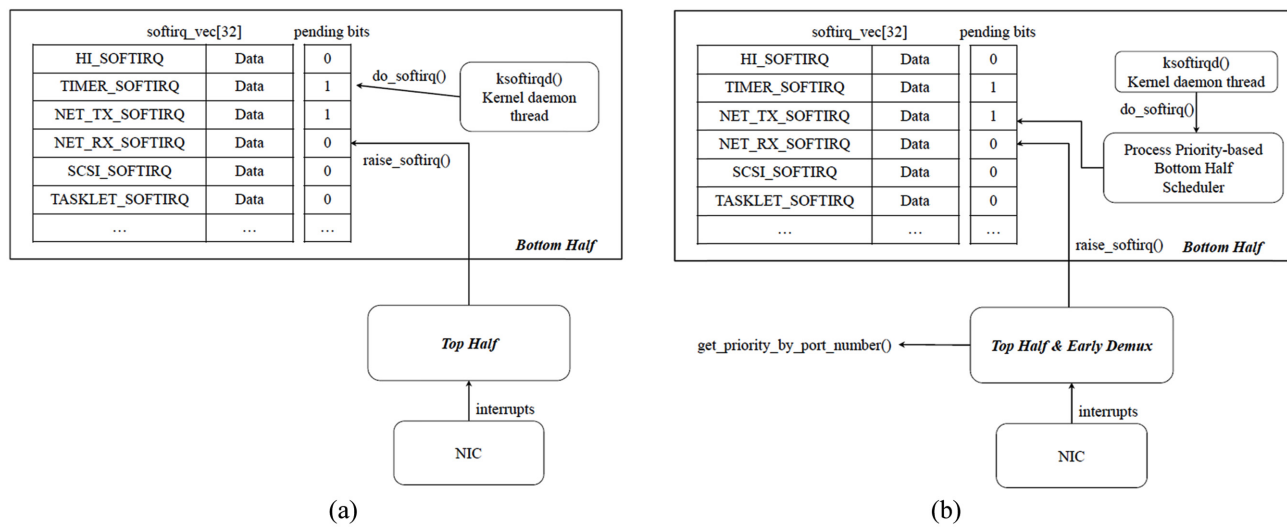 softirq_vec[32] pending bits
HI_SOFTIRQ Data 0
TIMER_SOFTIRQ Data 1
NET_TX_SOFTIRQ Data 1
NET_RX_SOFTIRQ Data 0
SCSI_SOFTIRQ Data 0
TASKLET_SOFTIRQ Data 0
... ... ...
do_softirq()
ksoftirqd()
Kernel daemon
thread
raise_softirq()
Bottom Half
Top Half
interrupts
NIC
(a)
softirq_vec[32] pending bits
HI_SOFTIRQ Data 0
TIMER_SOFTIRQ Data 1
NET_TX_SOFTIRQ Data 1
NET_RX_SOFTIRQ Data 0
SCSI_SOFTIRQ Data 0
TASKLET_SOFTIRQ Data 0
... ... ...
ksoftirqd()
Kernel daemon thread
do_softirq()
Process Priority-based
Bottom Half
Scheduler
raise_softirq()
Bottom Half
get_priority_by_port_number()
Top Half & Early Demux
interrupts
NIC
(b)